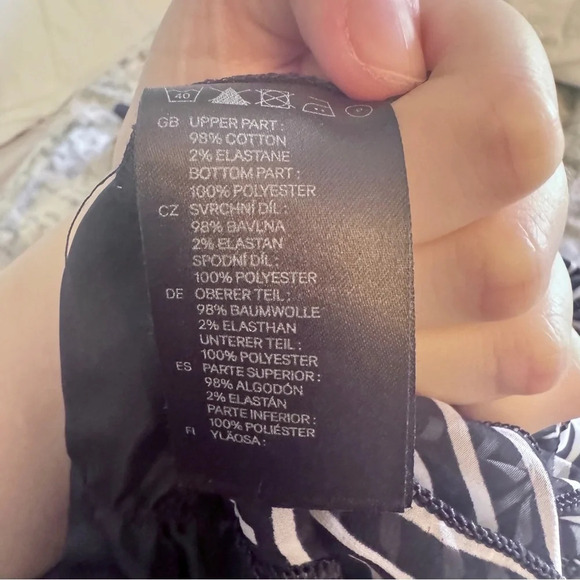 40
GB UPPER PART:
98% COTTON
2% ELASTANE
BOTTOM PART:
100% POLYESTER
CZ SVRCHNÍ DÍL:
98% BAVLNA
2% ELASTAN
SPODNÍ DÍL:
100% POLYESTER
DE OBERER TEIL:
98% BAUMWOLLE
2% ELASTHAN
UNTERER TEIL:
100% POLYESTER
ES PARTE SUPERIOR:
98% ALGODÓN
2% ELASTÁN
PARTE INFERIOR:
100% POLIÉSTER
FI YLÄOSA: